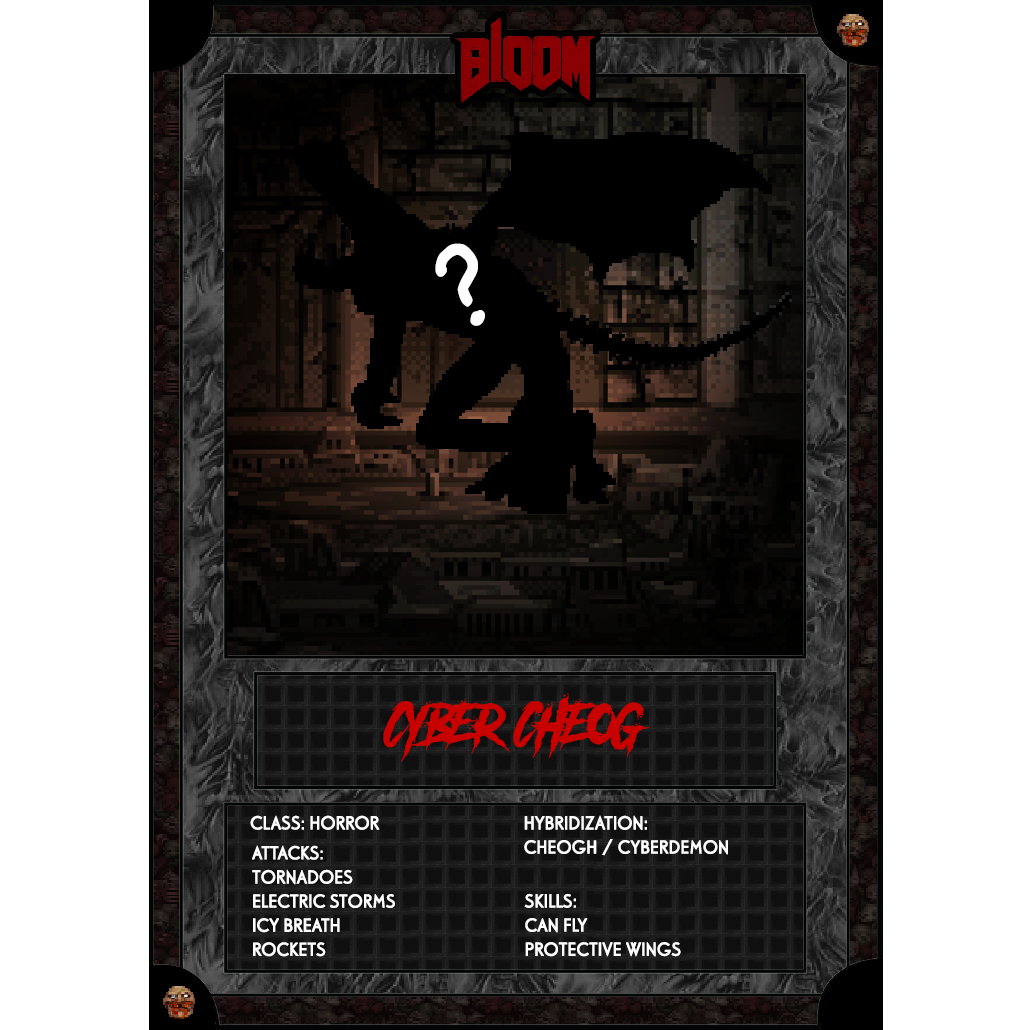 BLOOM
?
CYBER CHEOG
CLASS: HORROR
ATTACKS:
TORNADOES
ELECTRIC STORMS
ICY BREATH
ROCKETS
HYBRIDIZATION:
CHEOGH / CYBERDEMON
SKILLS:
CAN FLY
PROTECTIVE WINGS